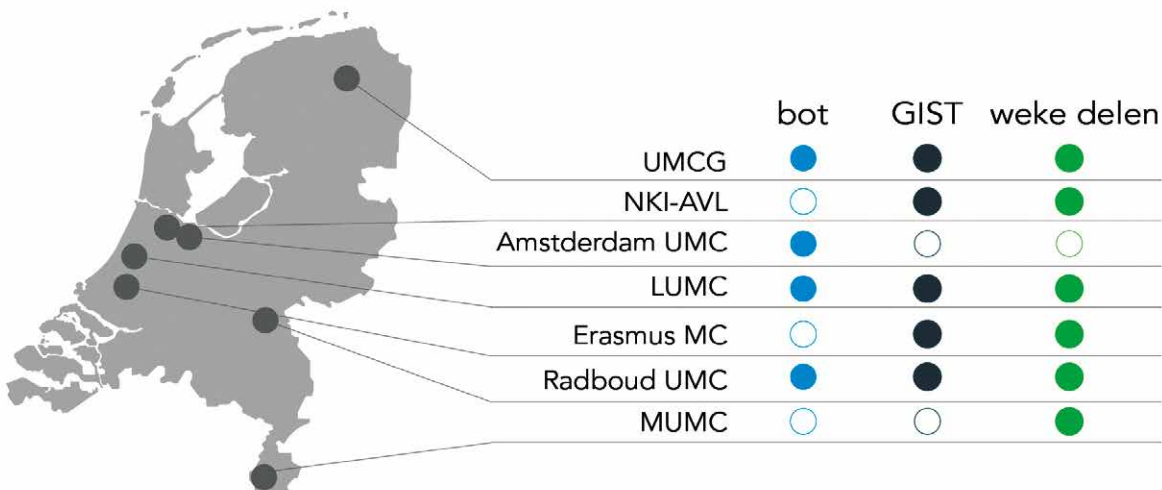 bot GIST weke delen
UMCG
NKI-AVL
Amstderdam UMC
LUMC
Erasmus MC
Radboud UMC
MUMC